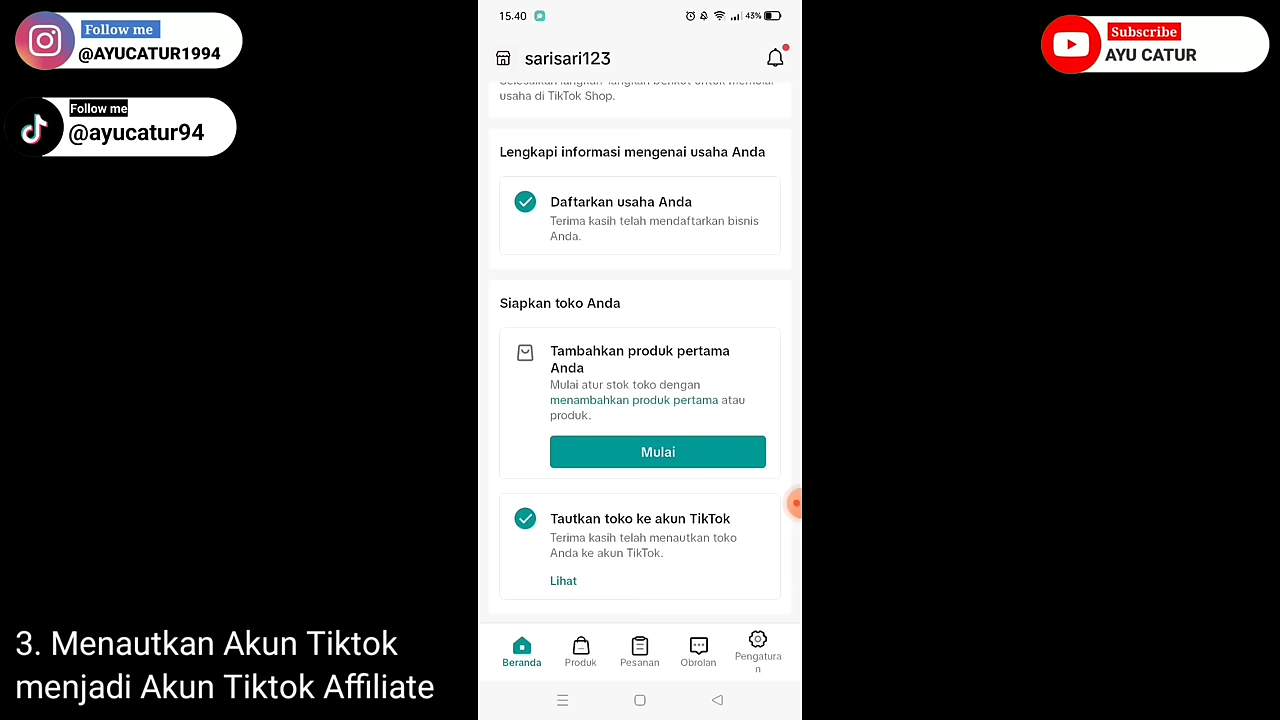 Follow me
@AYUCATUR1994
Follow me
@ayucatur94
Subscribe
AYU CATUR
15.40
43%
sarisari123
usaha di TikTok Shop.
Lengkapi informasi mengenai usaha Anda
Daftarkan usaha Anda
Terima kasih telah mendaftarkan bisnis
Anda.
Siapkan toko Anda
Tambahkan produk pertama
Anda
Mulai atur stok toko dengan
menambahkan produk pertama atau
produk.
Mulai
Tautkan toko ke akun TikTok
Terima kasih telah menautkan toko
Anda ke akun TikTok.
Lihat
Beranda
Produk
Pesanan
Obrolan
Pengatura
n
3. Menautkan Akun Tiktok
menjadi Akun Tiktok Affiliate